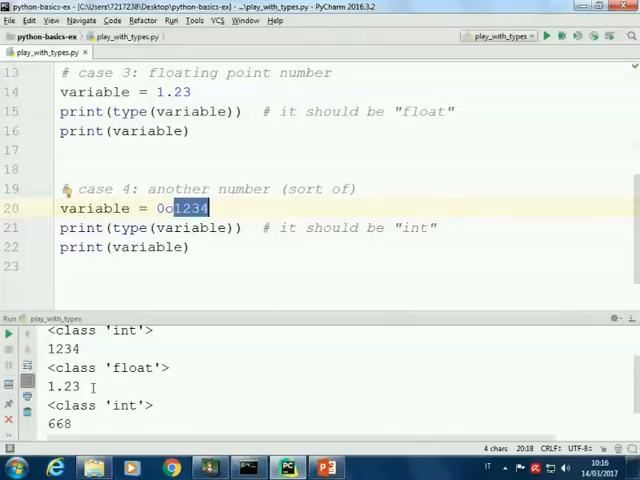 python-basics-ex - [C:\Users\7217238\Desktop\python-basics-ex] - ...\play_with_types.py - PyCharm 2016.3.2
File Edit View Navigate Code Refactor Run Tools VCS Window Help
python-basics-ex play_with_types.py play_with_types
play_with_types.py
13 # case 3: floating point number
14 variable = 1.23
15 print(type(variable)) # it should be "float"
16 print(variable)
17
18
19 # case 4: another number (sort of)
20 variable = 0o1234
21 print(type(variable)) # it should be "int"
22 print(variable)
23
Run play_with_types
<class 'int'>
1234
<class 'float'>
1.23
<class 'int'>
668
4 chars 20:18 CRLF÷ UTF-8÷
IT 10:16
14/03/2017